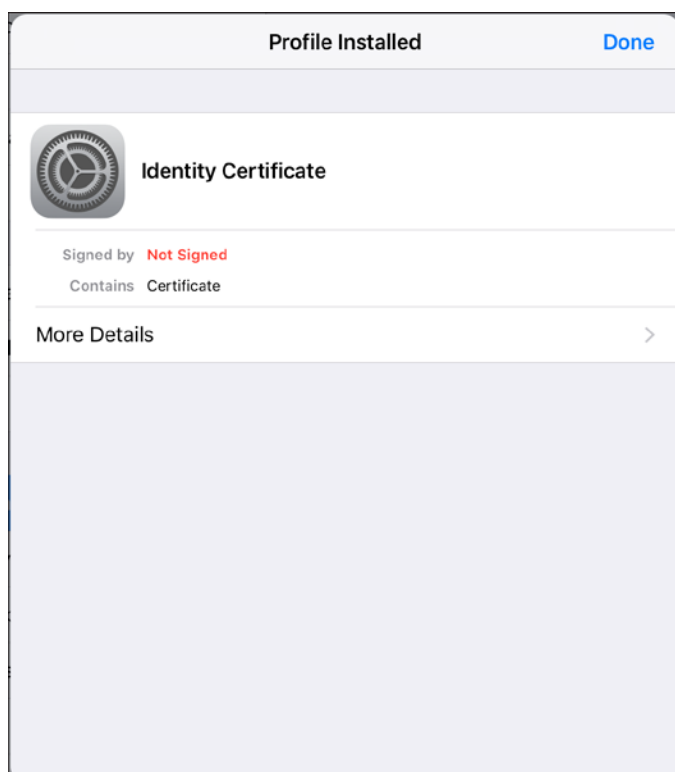 Profile Installed Done
Identity Certificate
Signed by Not Signed
Contains Certificate
More Details